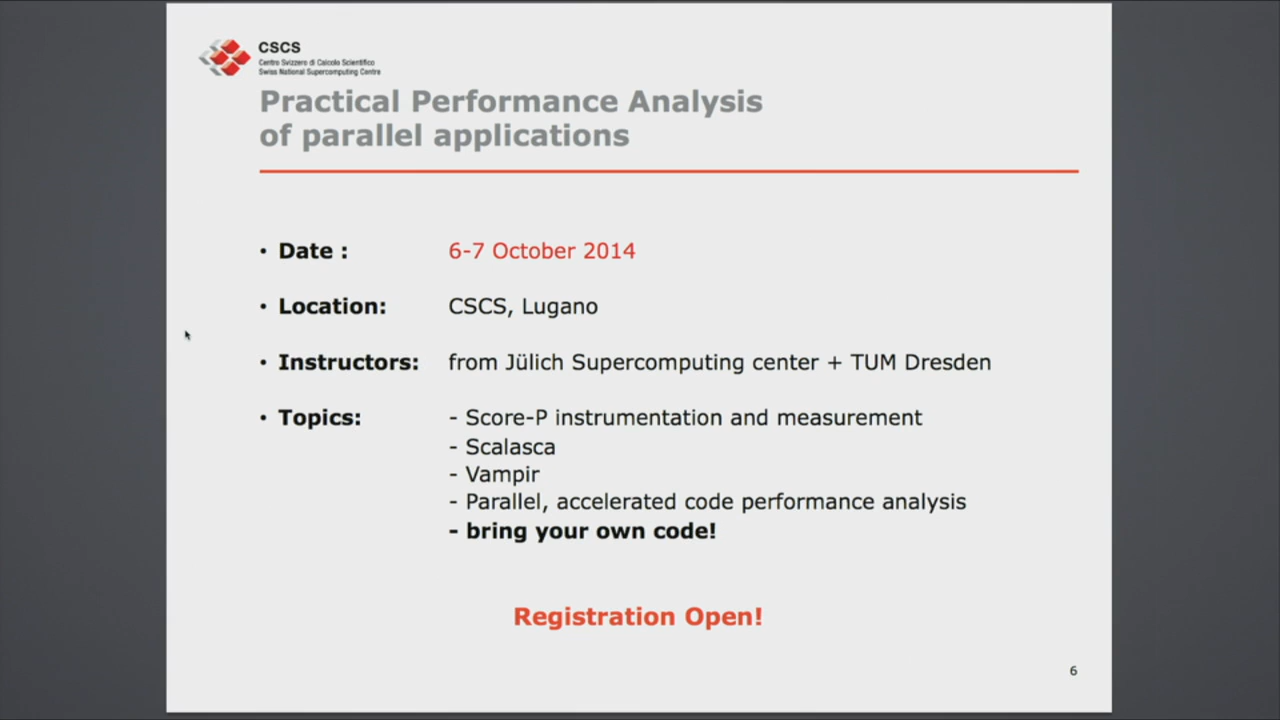 CSCS
Centro Svizzero di Calcolo Scientifico
Swiss National Supercomputing Centre
Practical Performance Analysis
of parallel applications
• Date : 6-7 October 2014
• Location: CSCS, Lugano
• Instructors: from Jülich Supercomputing center + TUM Dresden
• Topics: - Score-P instrumentation and measurement
- Scalasca
- Vampir
- Parallel, accelerated code performance analysis
- bring your own code!
Registration Open!
6